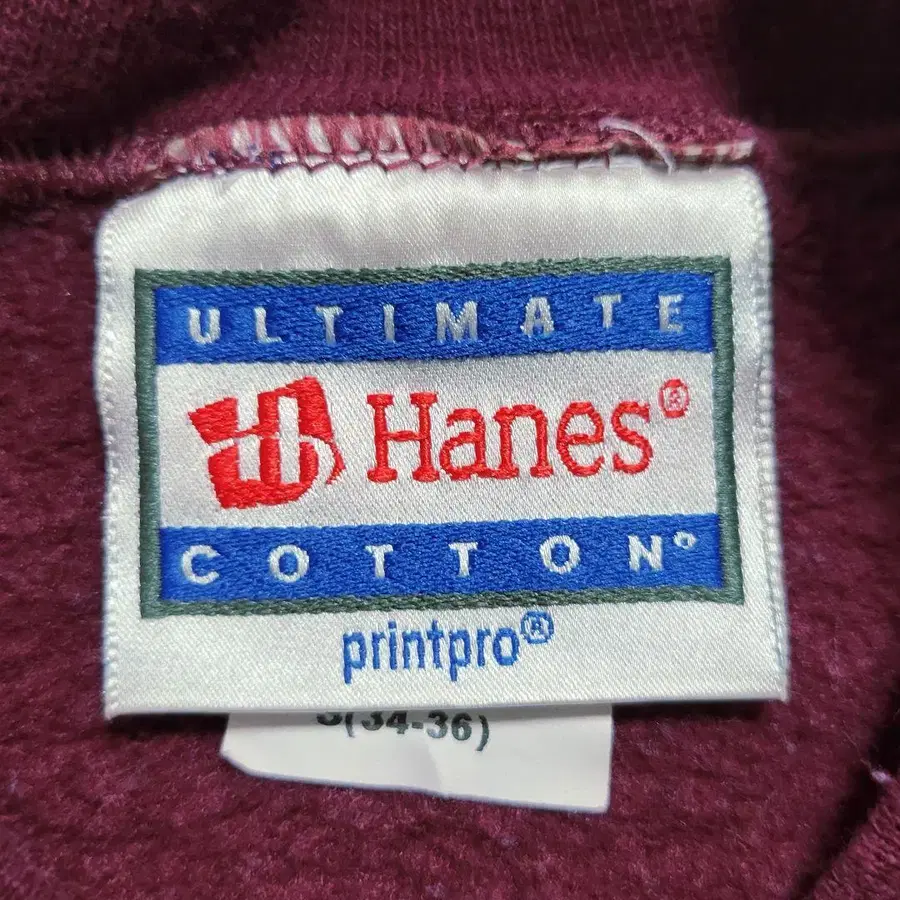 ULTIMATE
Hanes®
COTTON°
printpro®
S(34-36)